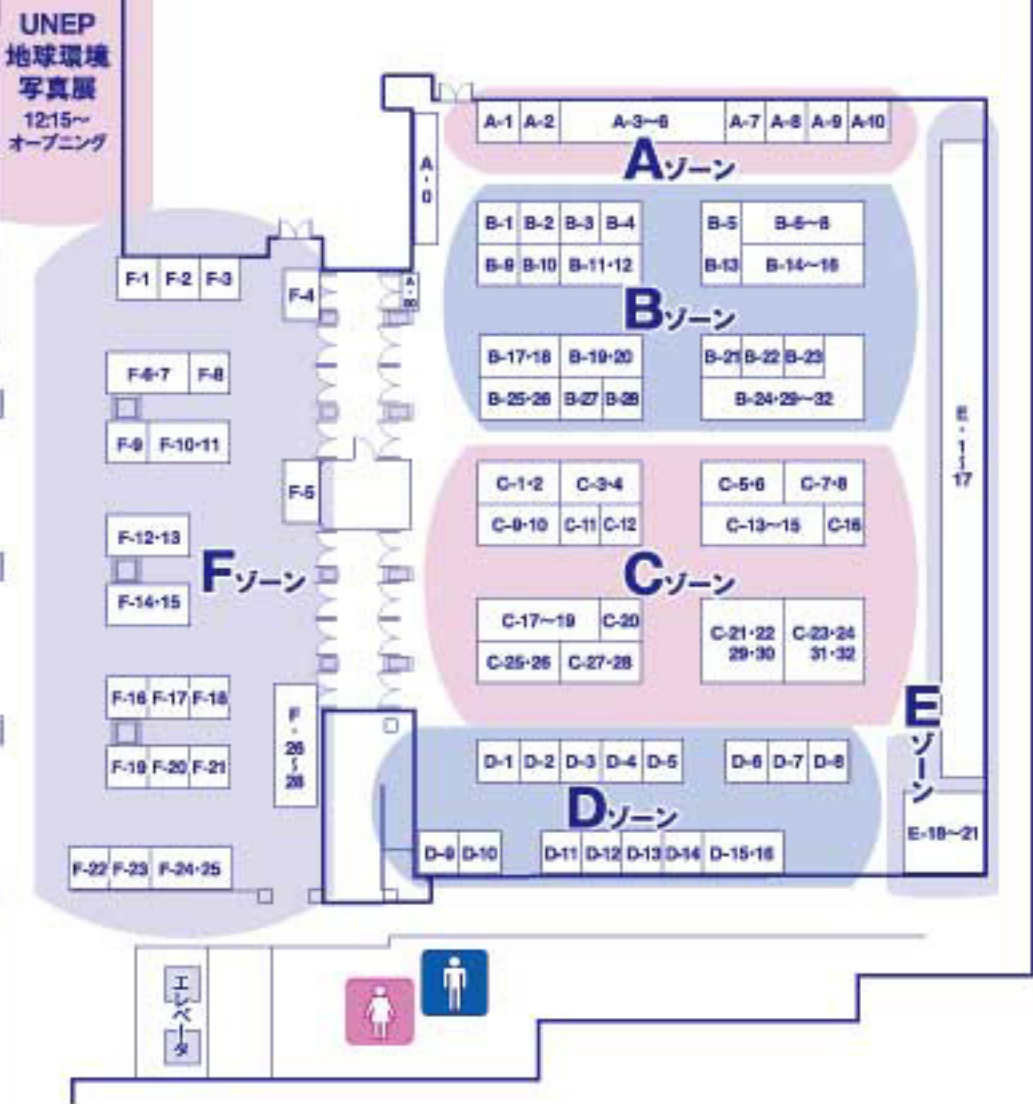 UNEP
地球環境
写真展
12:15〜
オープニング
A-1 A-2 A-3〜6 A-7 A-8 A-9 A-10
Aゾーン
A-0
B-1 B-2 B-3 B-4 B-5 B-6〜8
B-9 B-10 B-11・12 B-13 B-14〜16
Bゾーン
B-17・18 B-19・20 B-21 B-22 B-23
B-25・26 B-27 B-28 B-24・29〜32
C-1・2 C-3・4 C-5・6 C-7・8
C-9・10 C-11 C-12 C-13〜15 C-16
Cゾーン
C-17〜19 C-20 C-21・22 C-23・24
29・30 31・32
C-25・26 C-27・28
D-1 D-2 D-3 D-4 D-5 D-6 D-7 D-8
Dゾーン
D-9 D-10 D-11 D-12 D-13 D-14 D-15・16
E-1〜17
Eゾーン
E-18〜21
F-1 F-2 F-3
F-4
F-6・7 F-8
F-9 F-10・11
F-5
F-12・13
Fゾーン
F-14・15
F-16 F-17 F-18
F-19 F-20 F-21
F-26〜28
F-22 F-23 F-24・25
エレベータ